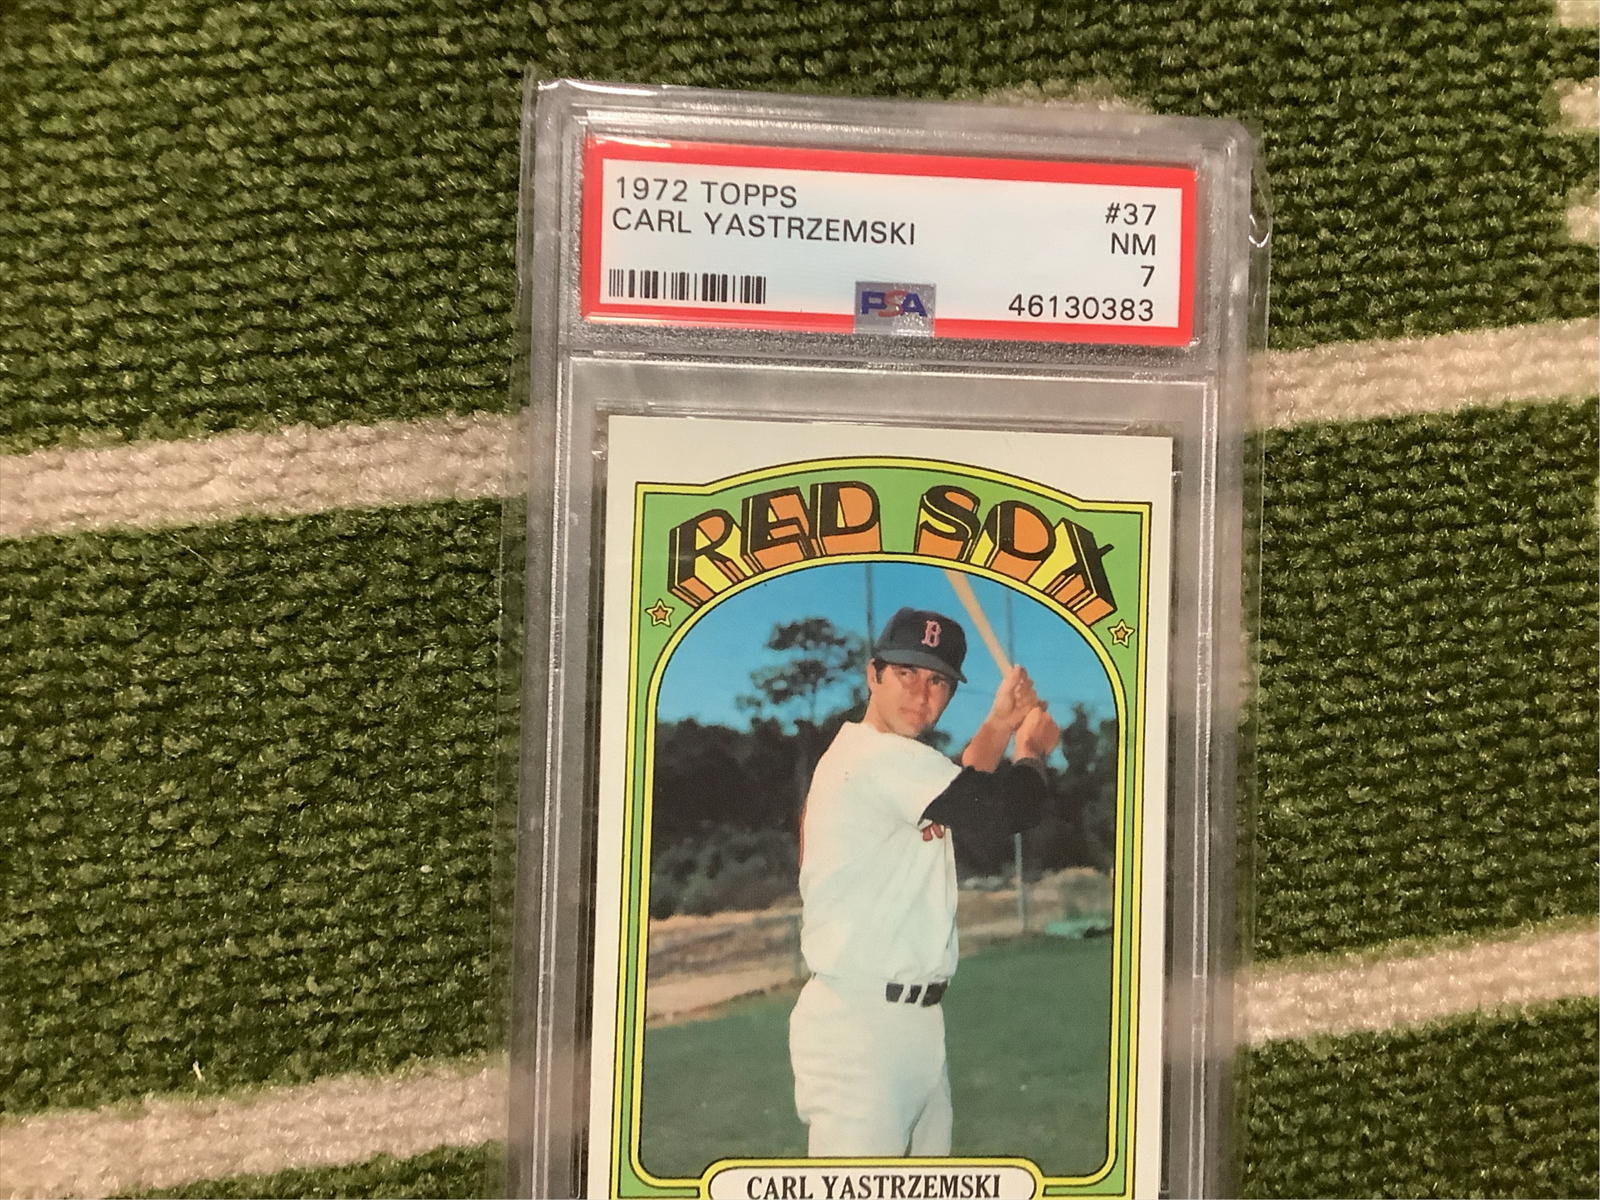 1972 TOPPS #37
CARL YASTRZEMSKI NM
7
PSA 46130383
RED SOX
B
CARL YASTRZEMSKI